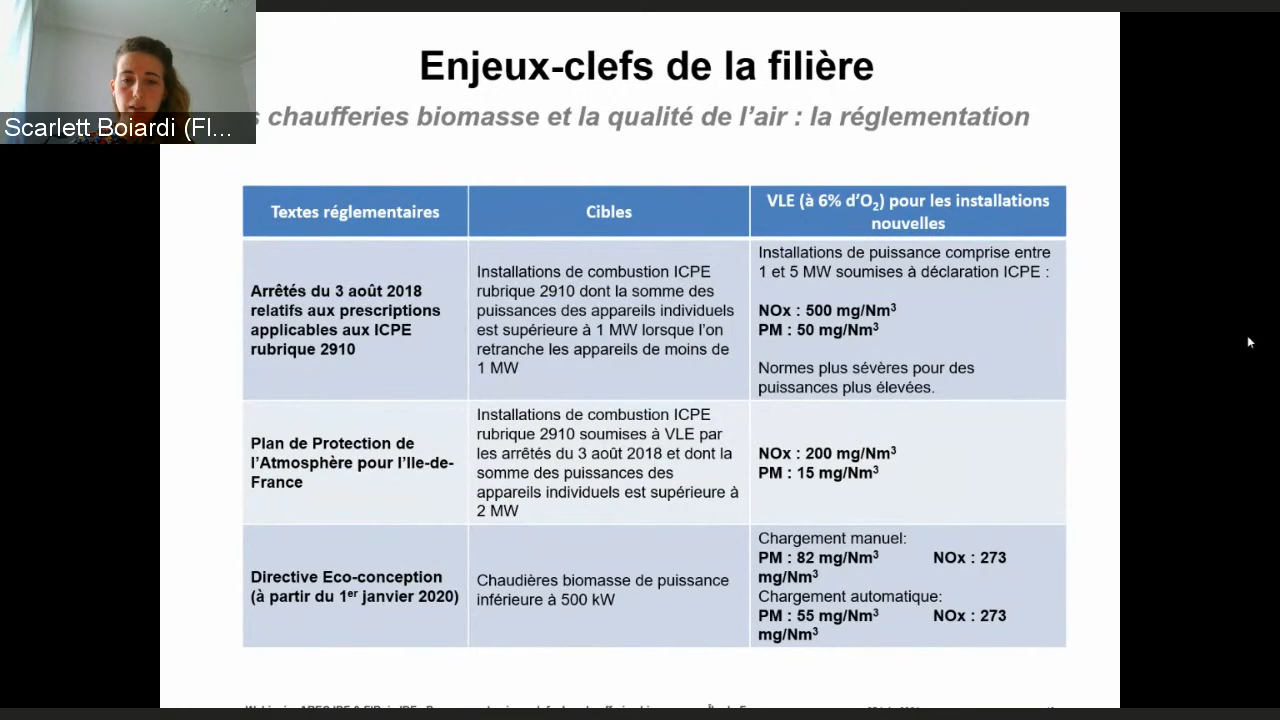 Enjeux-clefs de la filière
chaufferies biomasse et la qualité de l'air : la réglementation
Scarlett Boiardi (FI...
Textes réglementaires
Cibles
VLE (à 6% d'O₂) pour les installations
nouvelles
Arrêtés du 3 août 2018
relatifs aux prescriptions
applicables aux ICPE
rubrique 2910
Installations de combustion ICPE
rubrique 2910 dont la somme des
puissances des appareils individuels
est supérieure à 1 MW lorsque l'on
retranche les appareils de moins de
1 MW
Installations de puissance comprise entre
1 et 5 MW soumises à déclaration ICPE :
NOx : 500 mg/Nm³
PM : 50 mg/Nm³
Normes plus sévères pour des
puissances plus élevées.
Plan de Protection de
l'Atmosphère pour l'Ile-de-
France
Installations de combustion ICPE
rubrique 2910 soumises à VLE par
les arrêtés du 3 août 2018 et dont la
somme des puissances des
appareils individuels est supérieure à
2 MW
NOx : 200 mg/Nm³
PM : 15 mg/Nm³
Directive Eco-conception
(à partir du 1er janvier 2020)
Chaudières biomasse de puissance
inférieure à 500 kW
Chargement manuel:
PM : 82 mg/Nm³ NOx : 273
mg/Nm³
Chargement automatique:
PM : 55 mg/Nm³ NOx : 273
mg/Nm³